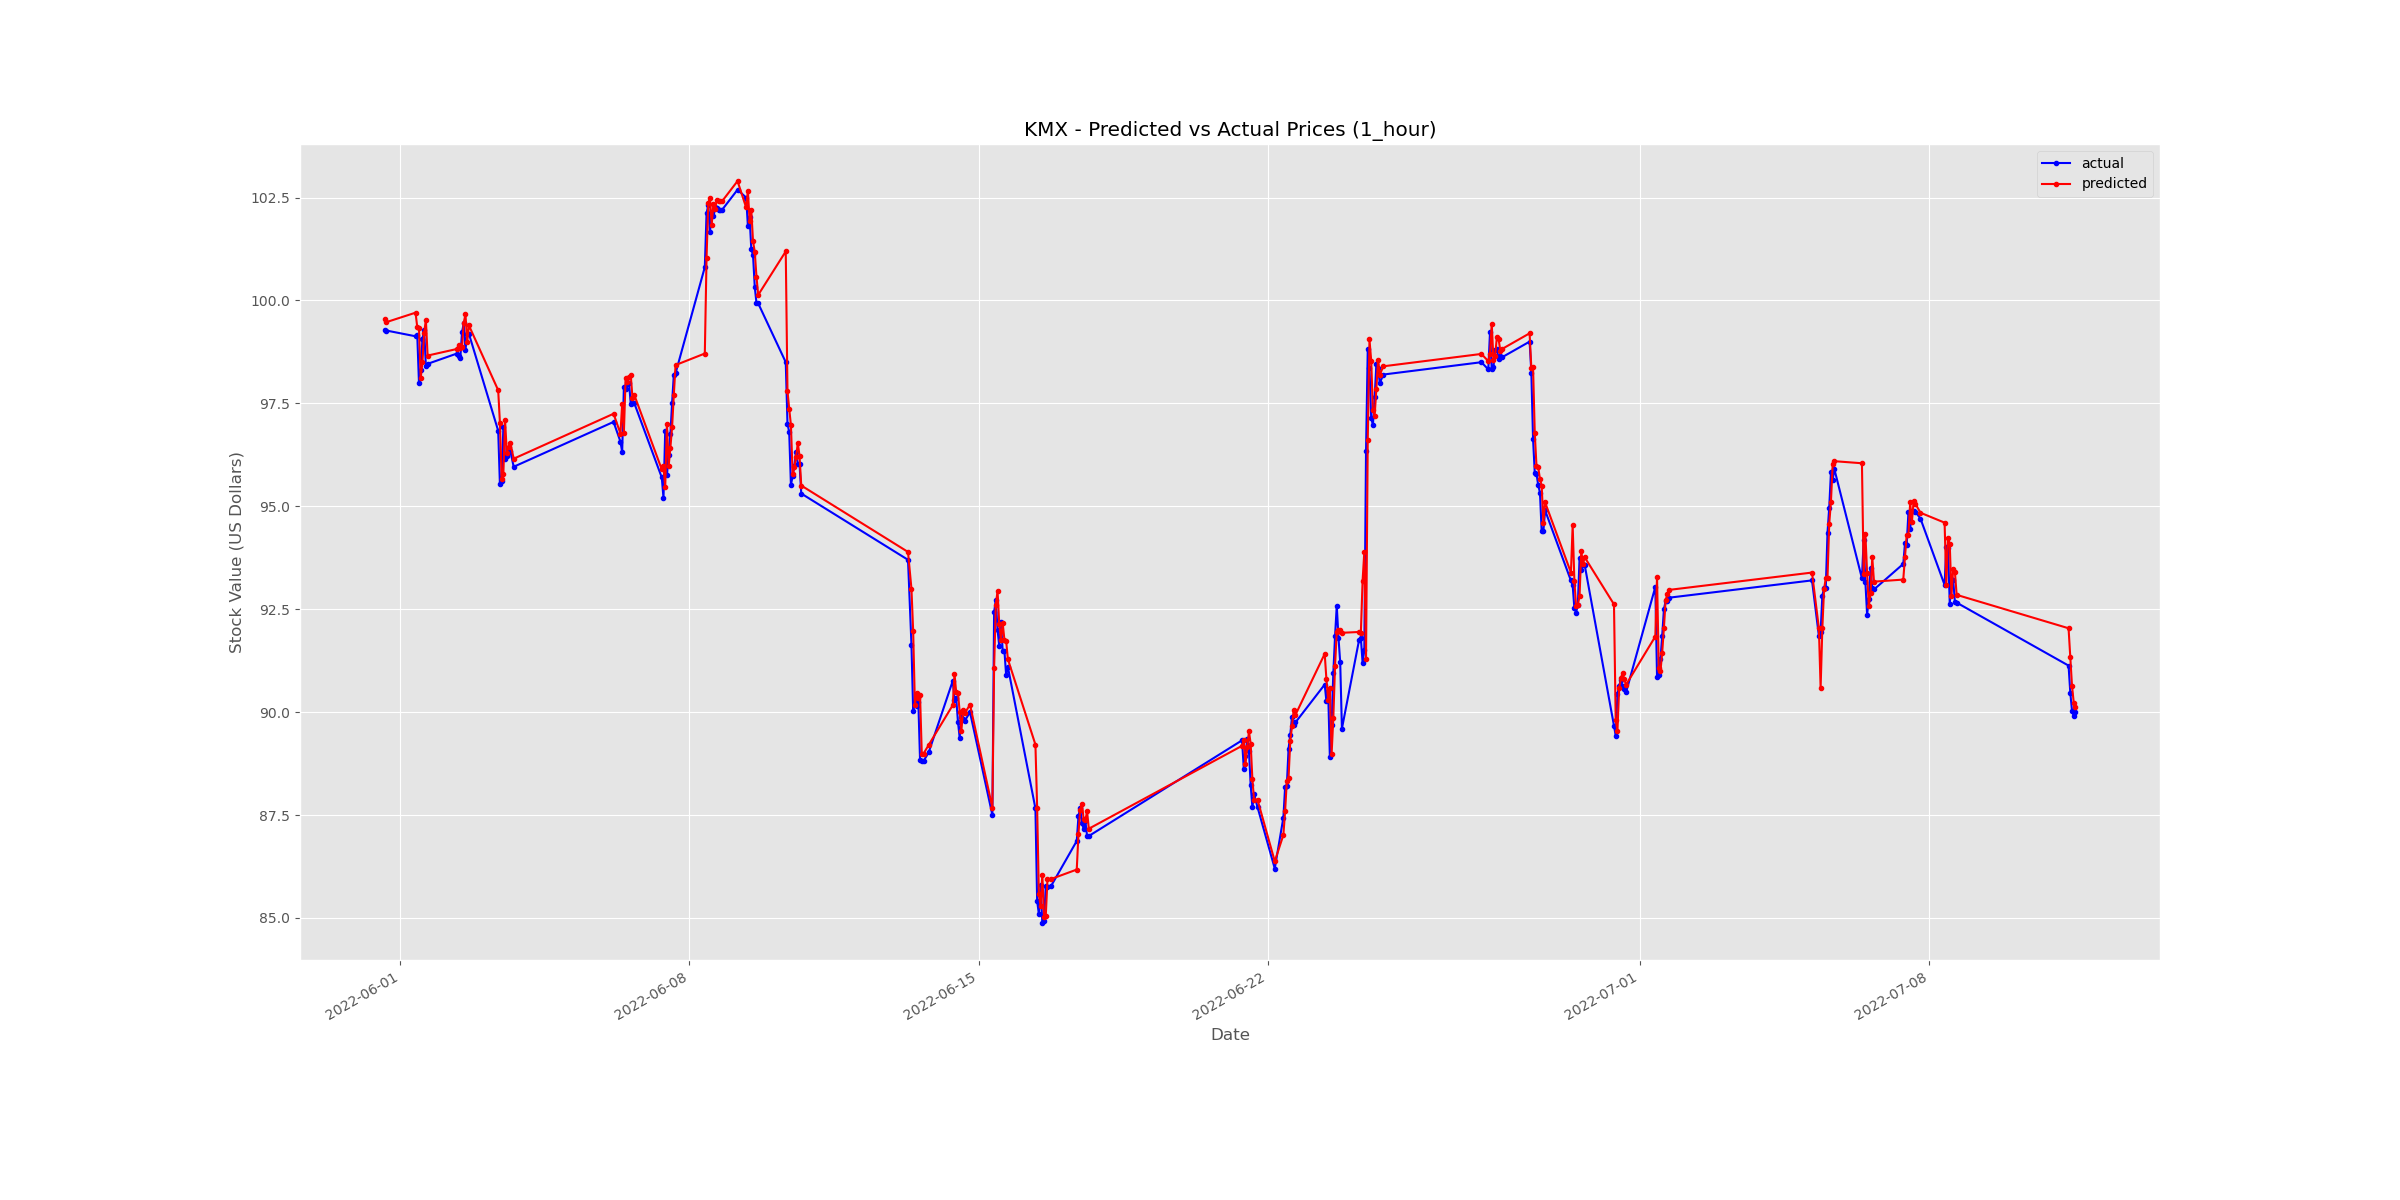 KMX - Predicted vs Actual Prices (1_hour)
actual
predicted
102.5
100.0
97.5
95.0
92.5
90.0
87.5
85.0
Stock Value (US Dollars)
2022-06-01
2022-06-08
2022-06-15
2022-06-22
2022-07-01
2022-07-08
Date